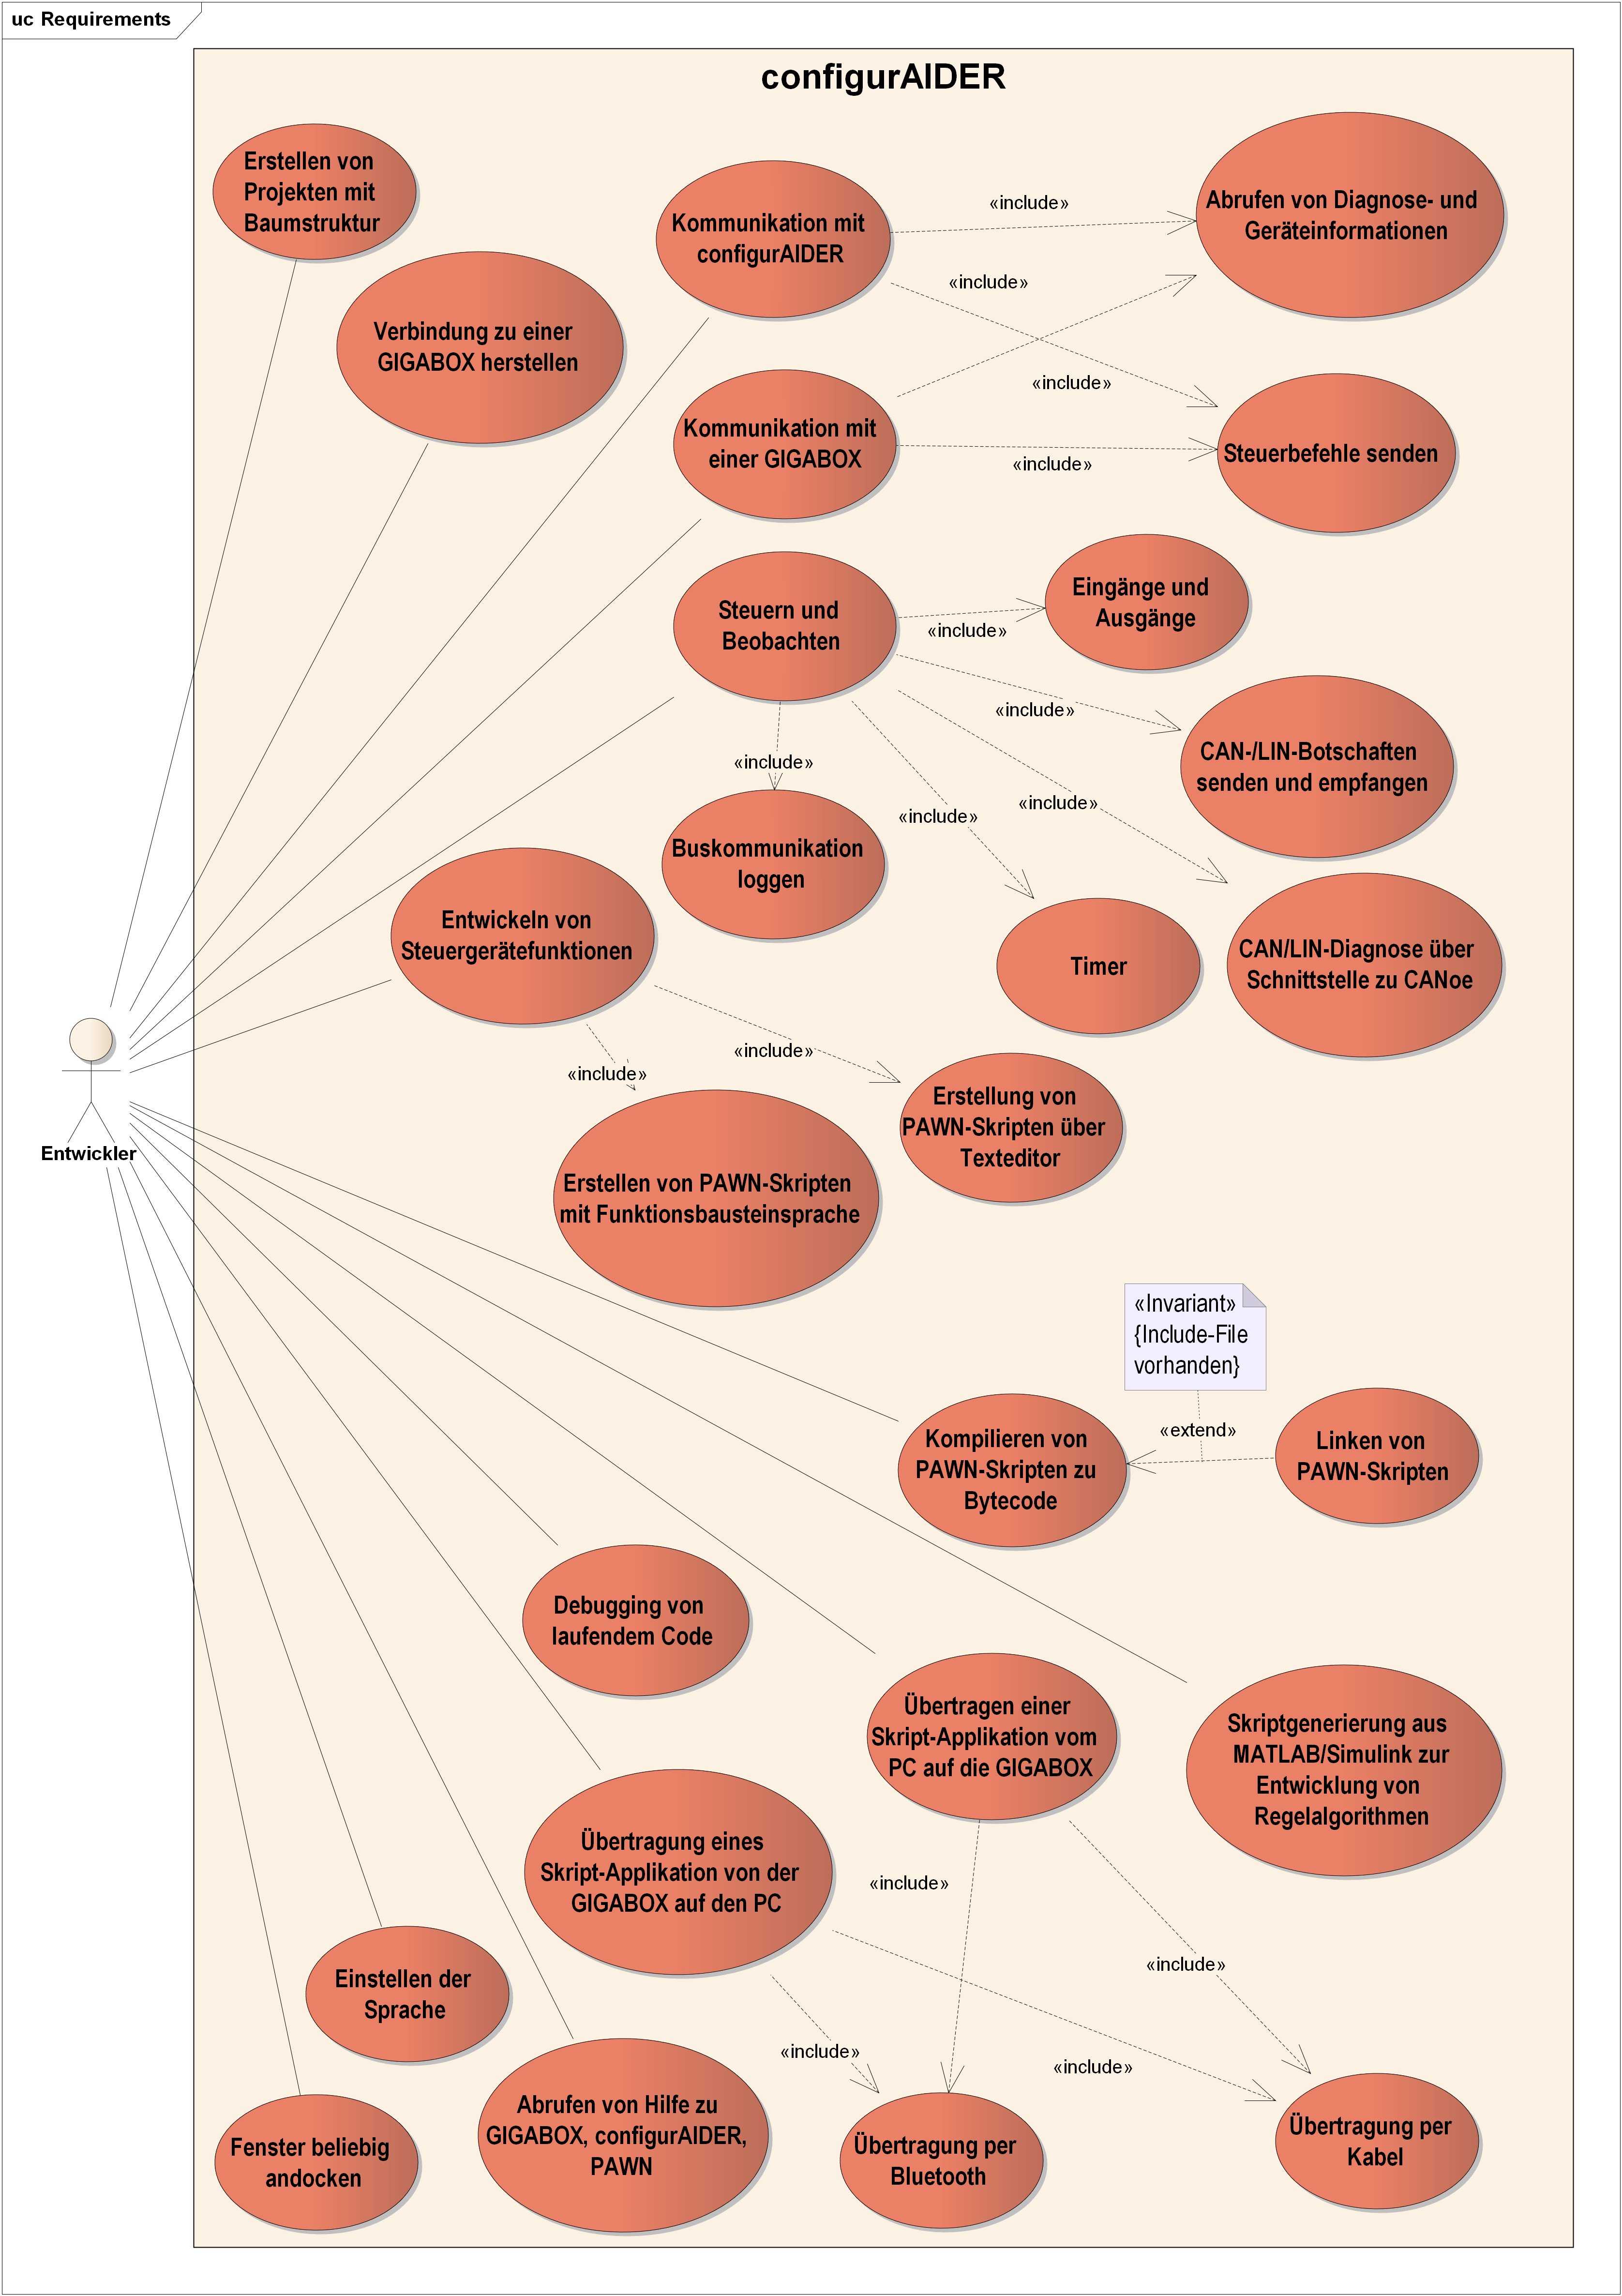 uc Requirements
configurAIDER
Erstellen von
Projekten mit
Baumstruktur
Verbindung zu einer
GIGABOX herstellen
Kommunikation mit
configurAIDER
«include»
Abrufen von Diagnose- und
Geräteinformationen
«include»
«include»
Kommunikation mit
einer GIGABOX
«include»
Steuerbefehle senden
Steuern und
Beobachten
«include»
Eingänge und
Ausgänge
«include»
CAN-/LIN-Botschaften
senden und empfangen
«include»
«include»
«include»
Buskommunikation
loggen
Timer
CAN/LIN-Diagnose über
Schnittstelle zu CANoe
Entwickeln von
Steuergerätefunktionen
«include»
«include»
Erstellung von
PAWN-Skripten über
Texteditor
Erstellen von PAWN-Skripten
mit Funktionsbausteinsprache
Entwickler
«Invariant»
{Include-File
vorhanden}
Kompilieren von
PAWN-Skripten zu
Bytecode
«extend»
Linken von
PAWN-Skripten
Debugging von
laufendem Code
Übertragen einer
Skript-Applikation vom
PC auf die GIGABOX
Skriptgenerierung aus
MATLAB/Simulink zur
Entwicklung von
Regelalgorithmen
Übertragung eines
Skript-Applikation von der
GIGABOX auf den PC
«include»
«include»
«include»
«include»
Einstellen der
Sprache
Abrufen von Hilfe zu
GIGABOX, configurAIDER,
PAWN
Übertragung per
Bluetooth
Übertragung per
Kabel
Fenster beliebig
andocken